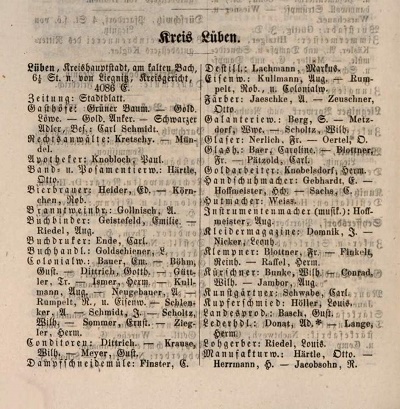 Kreis Lüben.
Lüben, Kreishauptstadt, am kalten Bach,
6½ St. n. von Liegnitz, Kreisgericht,
4086 E.
Zeitung: Stadtblatt.
Gasthöfe: Grüner Baum. — Gold.
Löwe. — Gold. Anker. — Schwarzer
Adler, Bes.: Carl Schmidt.
Rechtsanwälte: Kretschy. — Mün-
del.
Apotheker: Knobloch, Paul.
Band- u. Posamentierw.: Härtle,
Otto.
Bierbrauer: Heider, Ed. — Körn-
chen, Rob.
Branntweinbr.: Gollnisch, A.
Buchbinder: Geisfeld, Emilie. —
Riedel, Aug.
Buchdruker: Ende, Carl.
Buchhandl.: Goldschiener, L.
Colonialw.: Bauer, Em. — Böhm,
Gust. — Dittrich, Gotth. — Gütt-
ler, Fr. — Ismer, Herm. — Kull-
mann, Aug. — Neugebauer, A. —
Rumpelt, R. u. Eisenw. — Schlen-
ker, A. — Schmidt, J. — Scholtz,
Wilh. — Sommer, Ernst. — Zieg-
ler, Herm.
Conditoren: Dittrich. — Krause,
Wilh. — Meyer, Gust.
Dampfschneidemüle: Finster, C.
Destill.: Lachmann, Markus.
Eisenw.: Kullmann, Aug. — Rum-
pelt, Rob., u. Colonialw.
Färber: Jaeschke, A. — Zeuschner,
Otto.
Galanteriew.: Berg, S. — Metz-
dorf, Wwe. — Scholtz, Wilh.
Glaser: Nerlich, Fr. — Oertel, O.
Glash.: Baer, Caroline. — Blottner,
Fr. — Pätzold, Carl.
Goldarbeiter: Knobelsdorf, Herm.
Handschuhmacher: Gebhardt, E. —
Hoffmeister, Hch. — Sachs, C.
Hutmacher: Weiss.
Instrumentenmacher (musik.): Hoff-
meister, Aug.
Kleidermagazine: Domnik, J. —
Nicker,
Klempner: Blottner, Fr. — Finkelt,
Reinh. — Raffel, Herm.
Kürschner: Bunke, Wilh. — Conrad,
Wilh. — Jambor, Aug.
Kunstgärtner: Schwabe, Carl.
Kupferschmied: Höller, Louis.
Landesprod.: Basch, Gust.
Lederhdl.: Donat, Ad.* — Lange,
Herm.
Lohgerber: Riedel, Louis.
Manufakturw.: Härtle, Otto. —
Herrmann, H. — Jacobsohn, R.